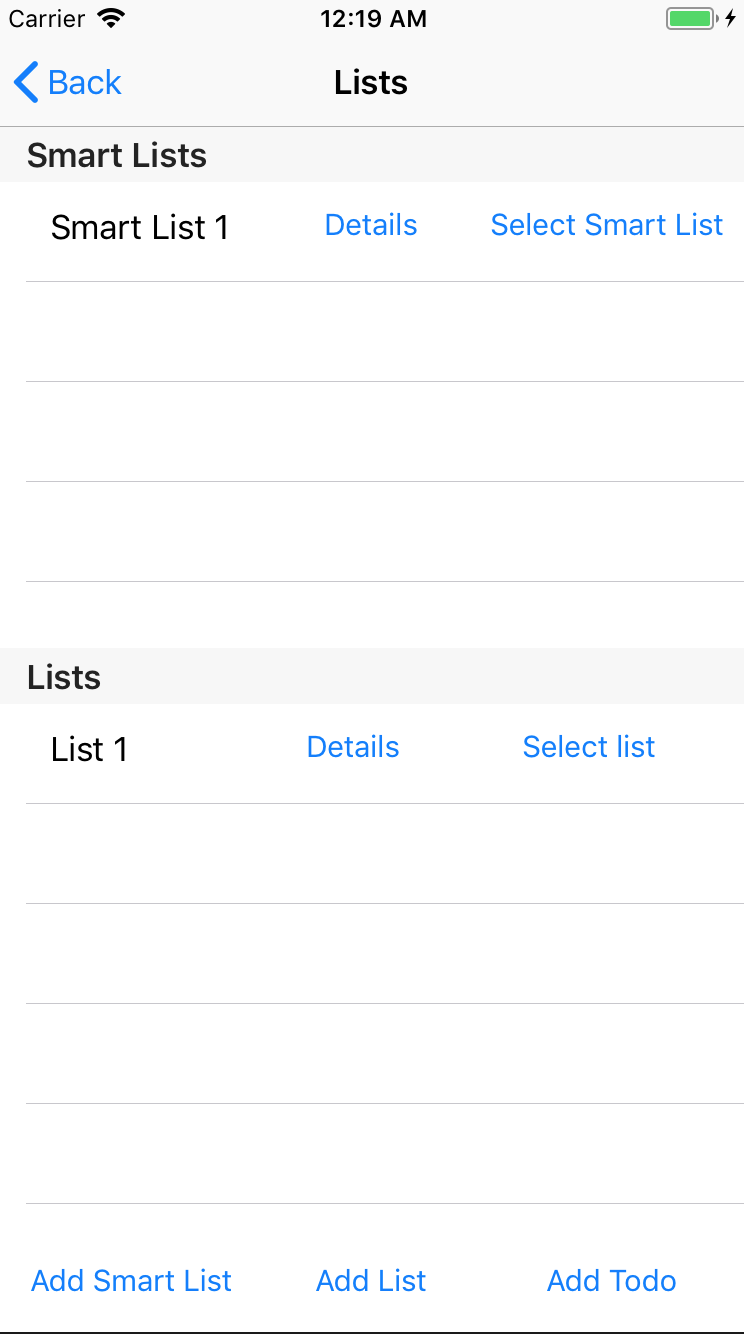 Carrier 12:19 AM
Back Lists
Smart Lists
Smart List 1 Details Select Smart List
Lists
List 1 Details Select list
Add Smart List Add List Add Todo